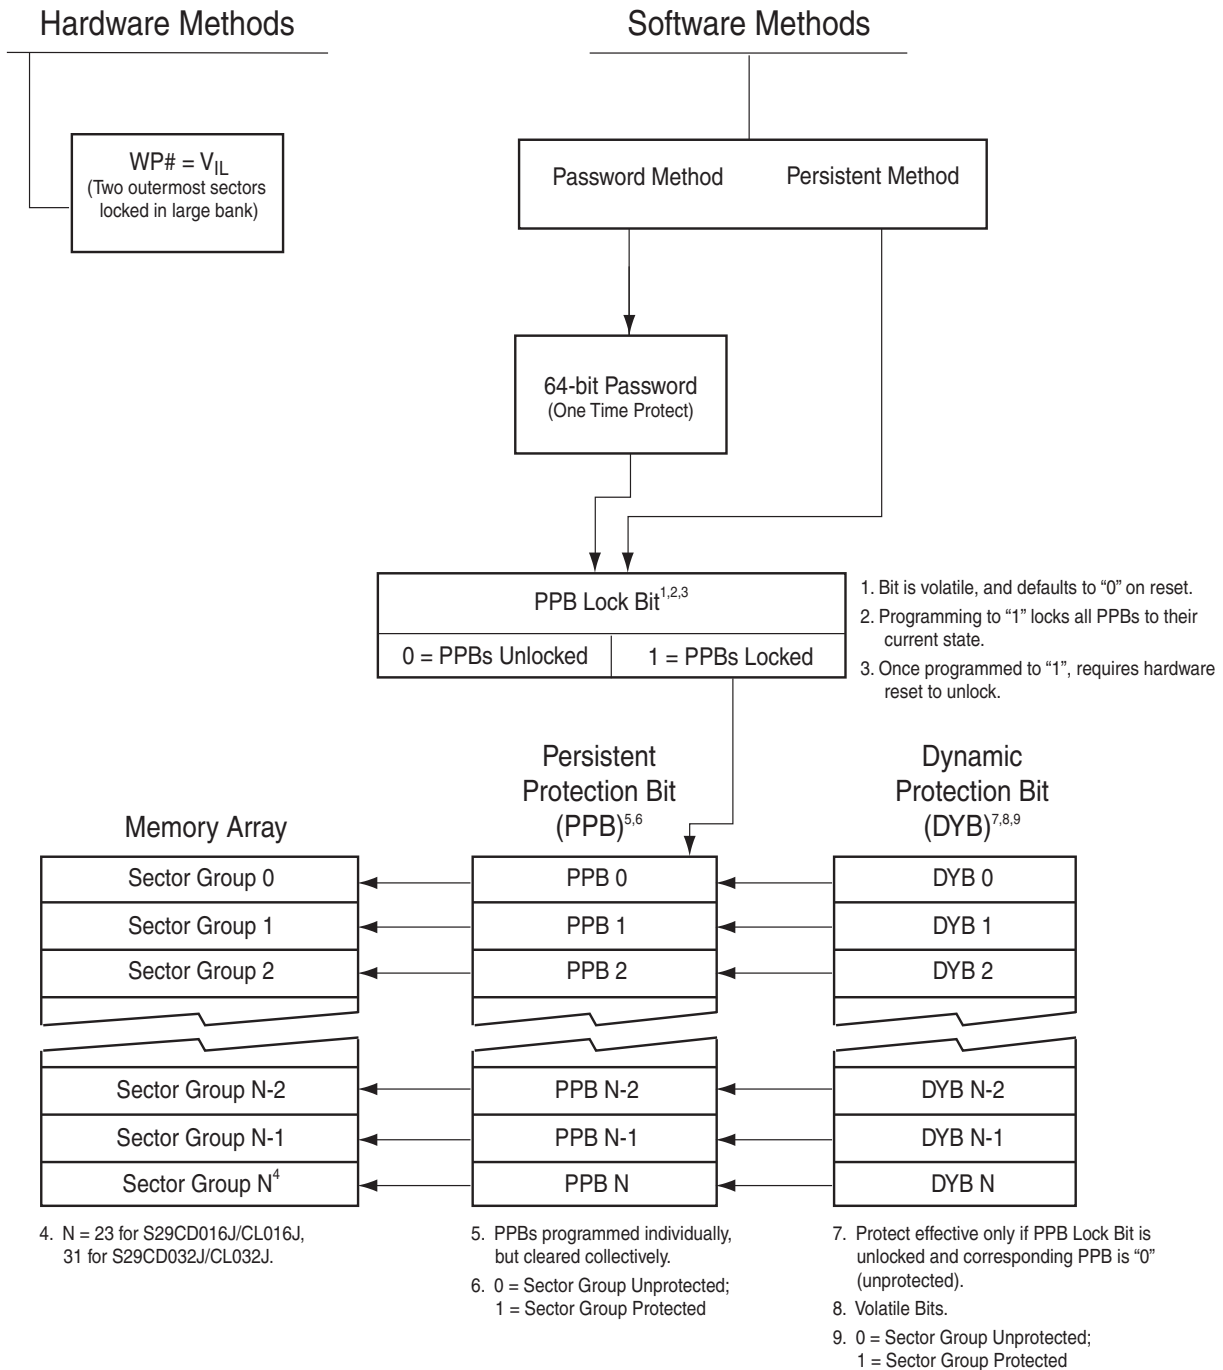 Hardware Methods
Software Methods
WP# = VIL
(Two outermost sectors
locked in large bank)
Password Method
Persistent Method
64-bit Password
(One Time Protect)
PPB Lock Bit1,2,3
0 = PPBs Unlocked
1 = PPBs Locked
1. Bit is volatile, and defaults to “0” on reset.
2. Programming to “1” locks all PPBs to their
current state.
3. Once programmed to “1”, requires hardware
reset to unlock.
Memory Array
Persistent
Protection Bit
(PPB)5,6
Dynamic
Protection Bit
(DYB)7,8,9
Sector Group 0
PPB 0
DYB 0
Sector Group 1
PPB 1
DYB 1
Sector Group 2
PPB 2
DYB 2
Sector Group N-2
PPB N-2
DYB N-2
Sector Group N-1
PPB N-1
DYB N-1
Sector Group N4
PPB N
DYB N
4. N = 23 for S29CD016J/CL016J,
31 for S29CD032J/CL032J.
5. PPBs programmed individually,
but cleared collectively.
6. 0 = Sector Group Unprotected;
1 = Sector Group Protected
7. Protect effective only if PPB Lock Bit is
unlocked and corresponding PPB is “0”
(unprotected).
8. Volatile Bits.
9. 0 = Sector Group Unprotected;
1 = Sector Group Protected